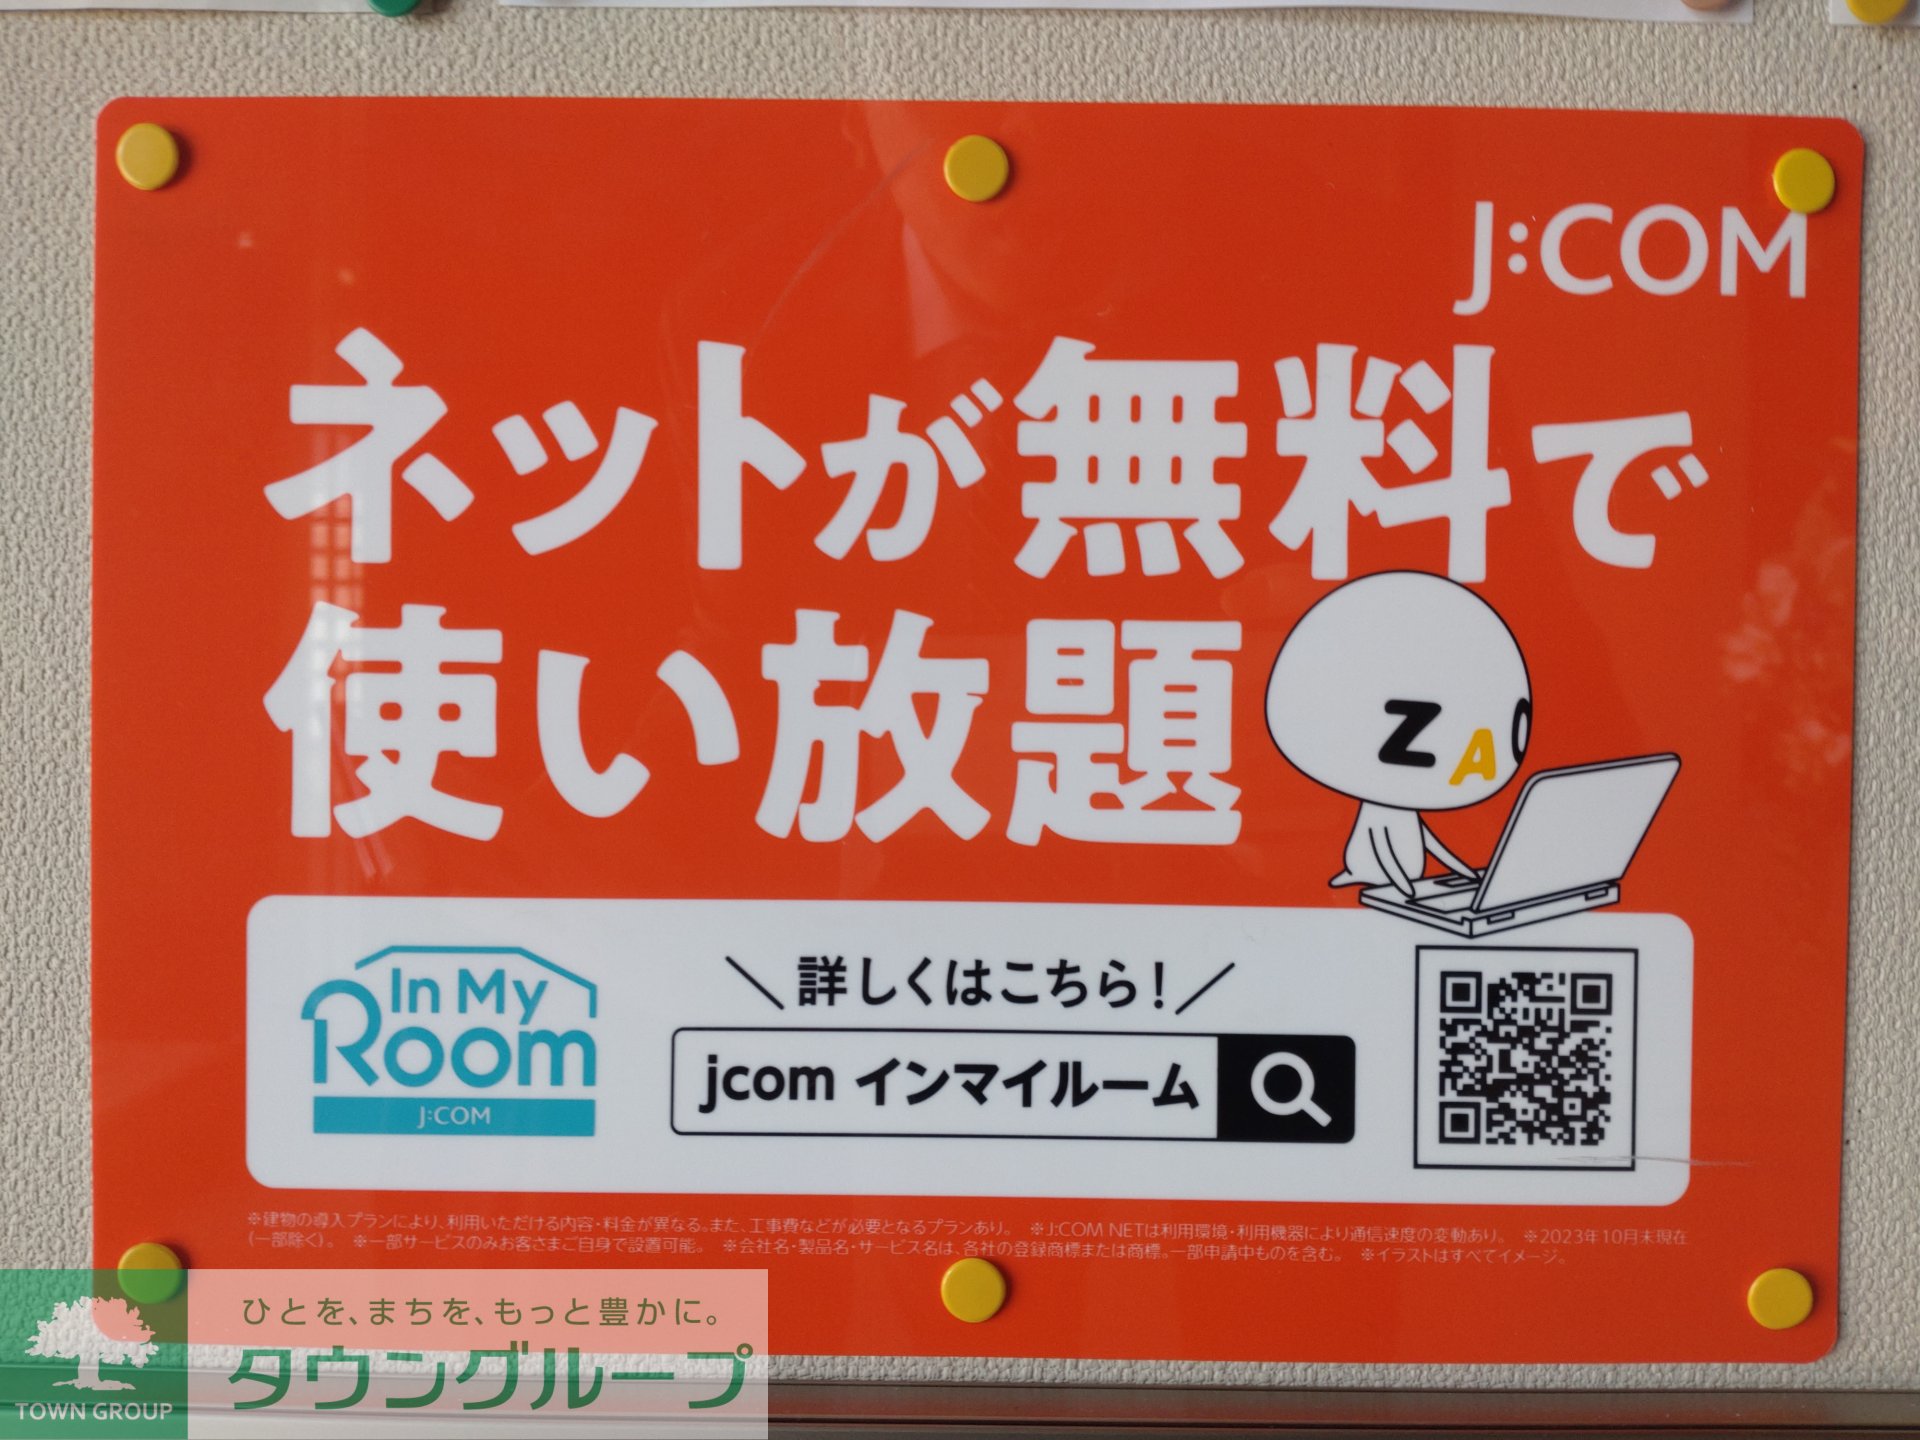 J:COM
ネットが無料で
使い放題
ZAQ
In My
Room
J:COM
＼詳しくはこちら！／
jcom インマイルーム
※建物の導入プランにより、利用いただける内容・料金が異なる。また、工事費などが必要となるプランあり。 ※J:COM NETは利用環境・利用機器により通信速度の変動あり。 ※2023年10月末現在
(一部除く)。 ※一部サービスのみお客さまご自身で設置可能。 ※会社名・製品名・サービス名は、各社の登録商標または商標。一部申請中ものを含む。 ※イラストはすべてイメージ。
ひとを、まちを、もっと豊かに。
タウングループ
TOWN GROUP